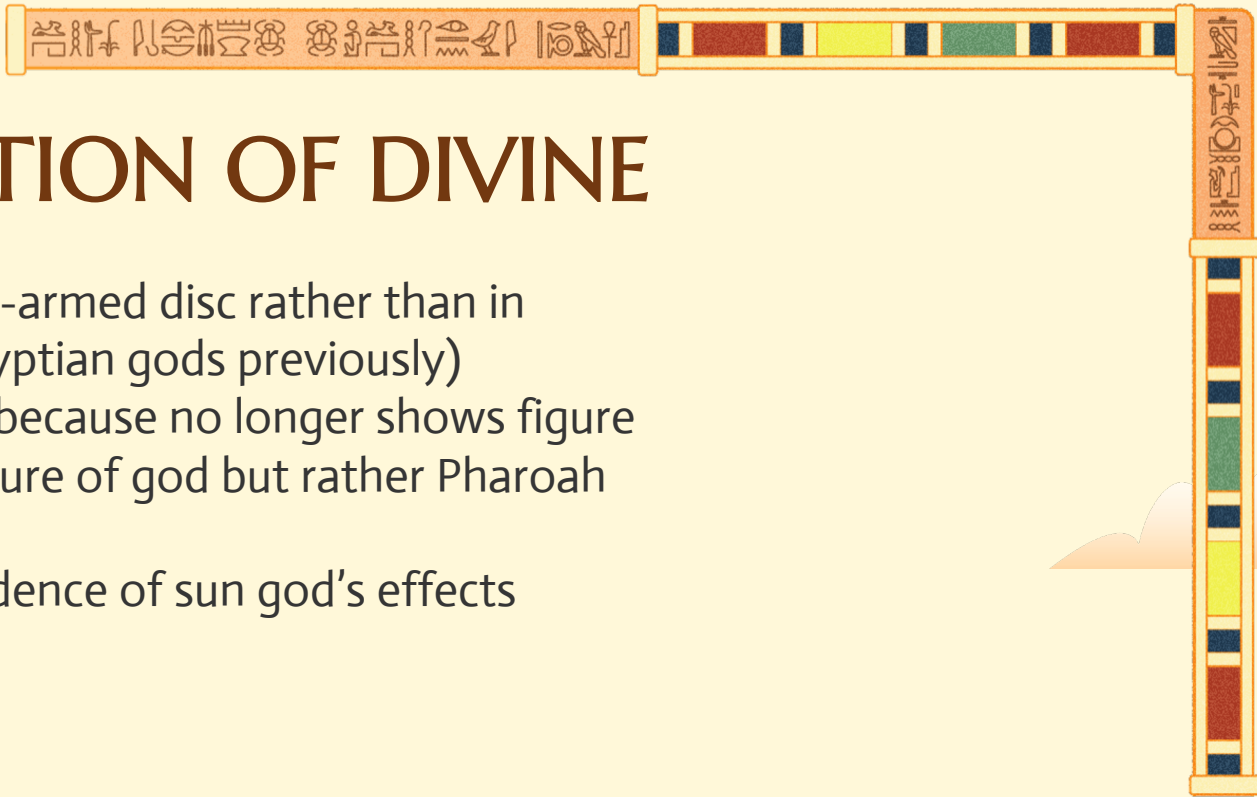 TION OF DIVINE
-armed disc rather than in
yptian gods previously)
because no longer shows figure
ure of god but rather Pharoah
dence of sun god's effects